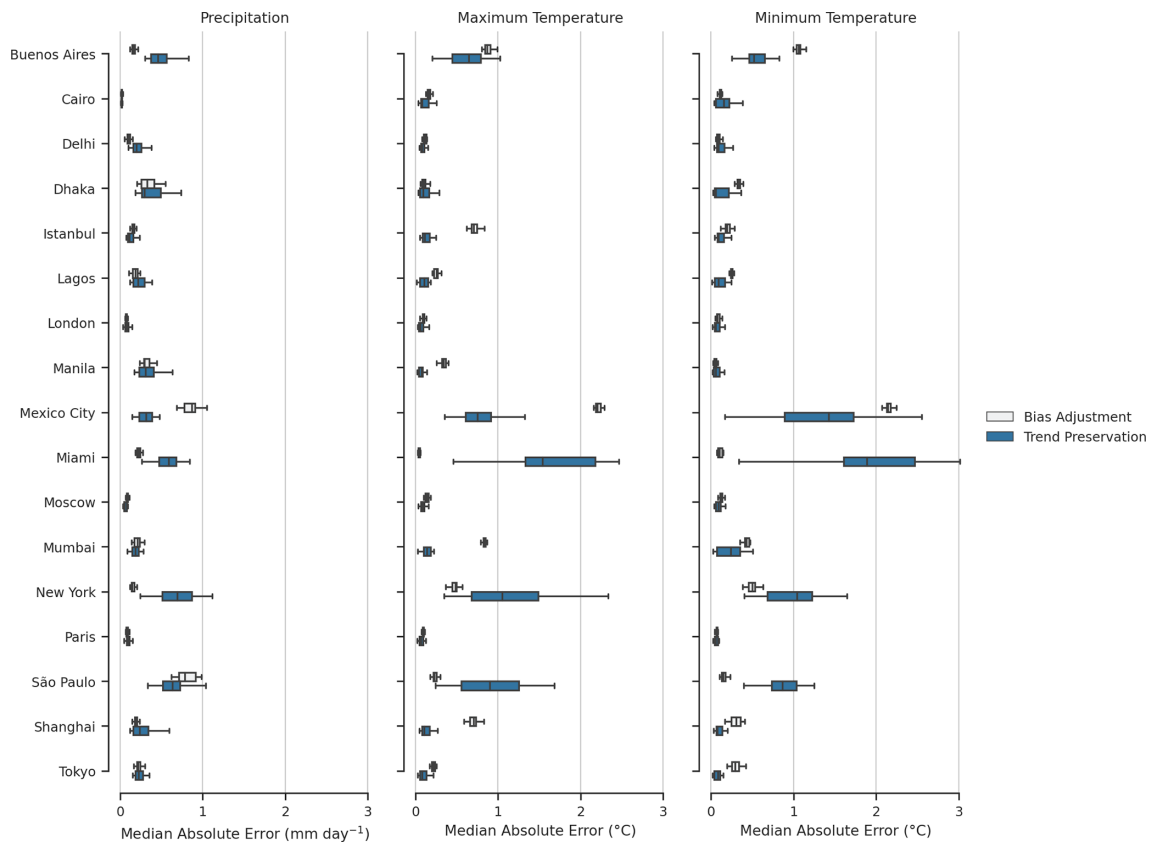 Precipitation
Maximum Temperature
Minimum Temperature
Buenos Aires
Cairo
Delhi
Dhaka
Istanbul
Lagos
London
Manila
Mexico City
Miami
Moscow
Mumbai
New York
Paris
São Paulo
Shanghai
Tokyo
Bias Adjustment
Trend Preservation
0 1 2 3
0 1 2 3
0 1 2 3
Median Absolute Error (mm day⁻¹)
Median Absolute Error (°C)
Median Absolute Error (°C)